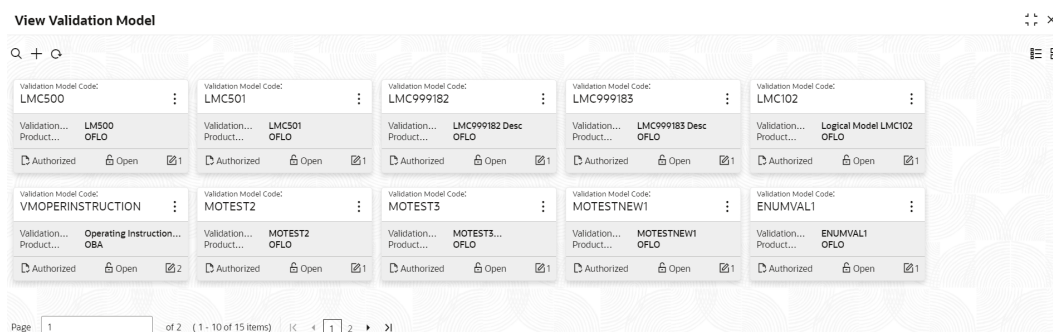 View Validation Model
Validation Model Code: Validation Model Code: Validation Model Code: Validation Model Code: Validation Model Code:
LMC500 LMC501 LMC999182 LMC999183 LMC102
Validation... LM500 Validation... LMC501 Validation... LMC999182 Desc Validation... LMC999183 Desc Validation... Logical Model LMC102
Product... OFLO Product... OFLO Product... OFLO Product... OFLO Product... OFLO
Authorized Open 1 Authorized Open 1 Authorized Open 1 Authorized Open 1 Authorized Open 1
Validation Model Code: Validation Model Code: Validation Model Code: Validation Model Code: Validation Model Code:
VMOPERINSTRUCTION MOTEST2 MOTEST3 MOTESTNEW1 ENUMVAL1
Validation... Operating Instruction... Validation... MOTEST2 Validation... MOTEST3... Validation... MOTESTNEW1 Validation... ENUMVAL1
Product... OBA Product... OFLO Product... OFLO Product... OFLO Product... OFLO
Authorized Open 2 Authorized Open 1 Authorized Open 1 Authorized Open 1 Authorized Open 1
Page 1 of 2 (1 - 10 of 15 items) 1 2